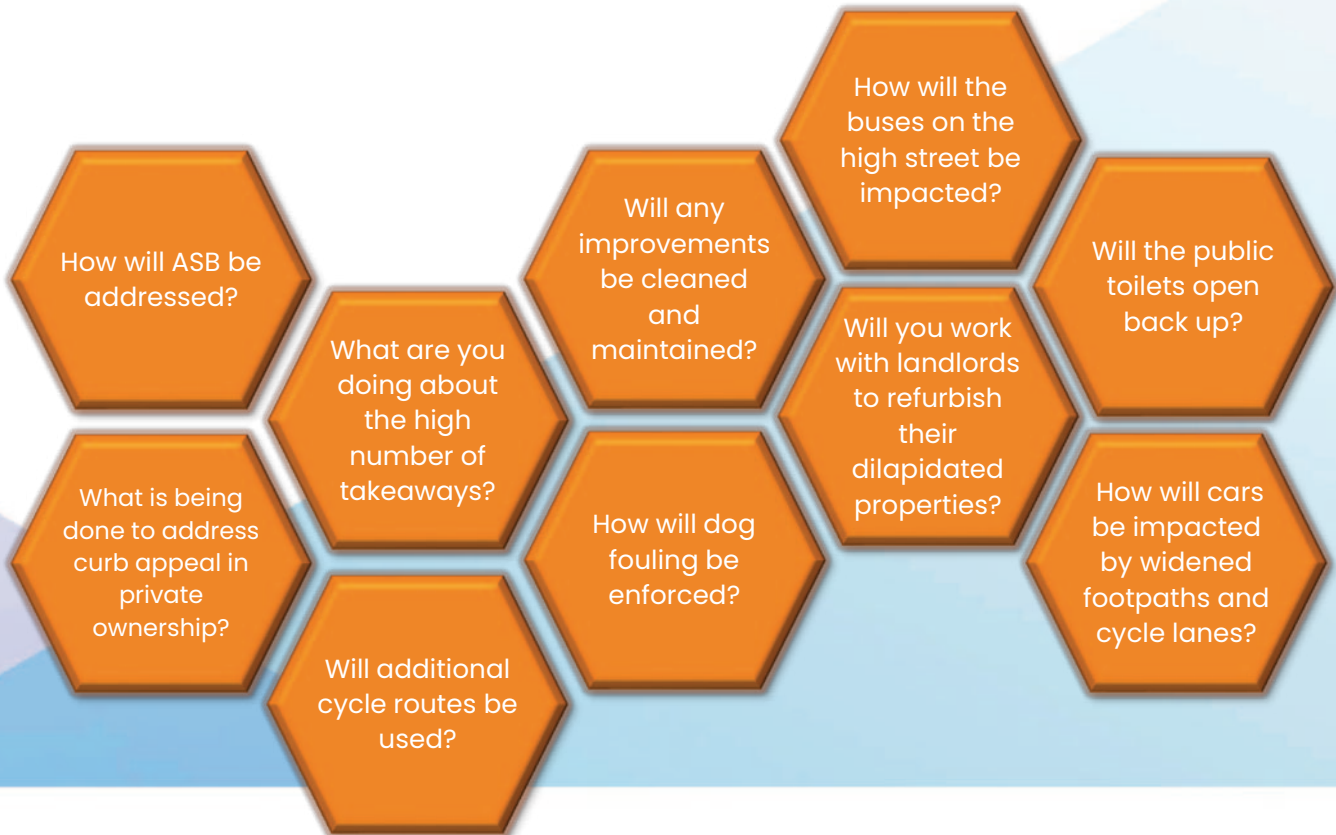 How will ASB be
addressed?
What is being
done to address
curb appeal in
private
ownership?
What are you
doing about
the high
number of
takeaways?
Will additional
cycle routes be
used?
Will any
improvements
be cleaned
and
maintained?
How will dog
fouling be
enforced?
How will the
buses on the
high street be
impacted?
Will you work
with landlords
to refurbish
their
dilapidated
properties?
Will the public
toilets open
back up?
How will cars
be impacted
by widened
footpaths and
cycle lanes?